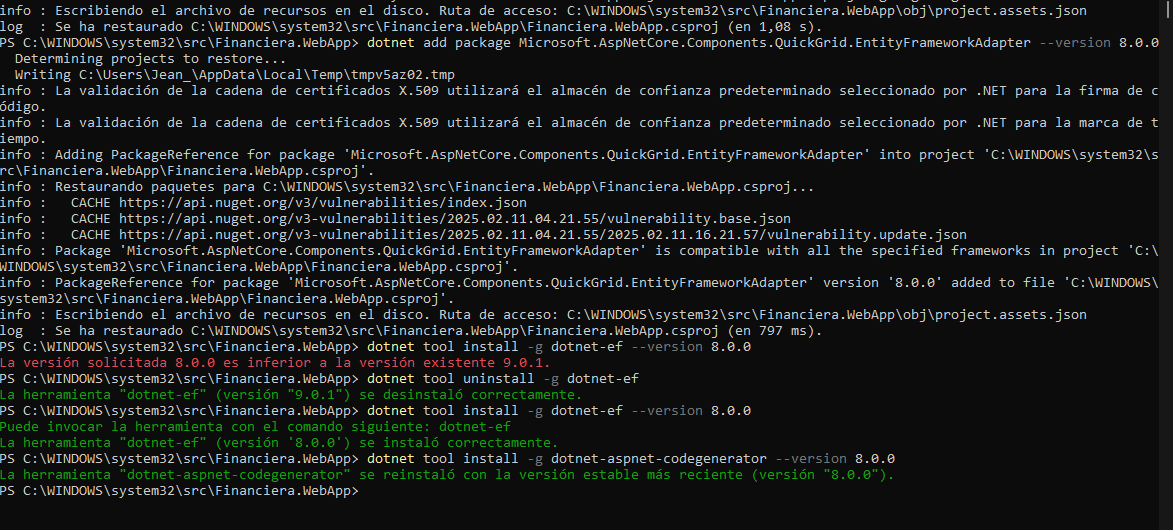 info : Escribiendo el archivo de recursos en el disco. Ruta de acceso: C:\WINDOWS\system32\src\Financiera.WebApp\obj\project.assets.json
log  : Se ha restaurado C:\WINDOWS\system32\src\Financiera.WebApp\Financiera.WebApp.csproj (en 1,08 s).
PS C:\WINDOWS\system32\src\Financiera.WebApp> dotnet add package Microsoft.AspNetCore.Components.QuickGrid.EntityFrameworkAdapter --version 8.0.0
  Determining projects to restore...
  Writing C:\Users\Jean_\AppData\Local\Temp\tmpv5az02.tmp
info : La validación de la cadena de certificados X.509 utilizará el almacén de confianza predeterminado seleccionado por .NET para la firma de c
ódigo.
info : La validación de la cadena de certificados X.509 utilizará el almacén de confianza predeterminado seleccionado por .NET para la marca de t
iempo.
info : Adding PackageReference for package 'Microsoft.AspNetCore.Components.QuickGrid.EntityFrameworkAdapter' into project 'C:\WINDOWS\system32\s
rc\Financiera.WebApp\Financiera.WebApp.csproj'.
info : Restaurando paquetes para C:\WINDOWS\system32\src\Financiera.WebApp\Financiera.WebApp.csproj...
info :   CACHE https://api.nuget.org/v3/vulnerabilities/index.json
info :   CACHE https://api.nuget.org/v3-vulnerabilities/2025.02.11.04.21.55/vulnerability.base.json
info :   CACHE https://api.nuget.org/v3-vulnerabilities/2025.02.11.04.21.55/2025.02.11.16.21.57/vulnerability.update.json
info : Package 'Microsoft.AspNetCore.Components.QuickGrid.EntityFrameworkAdapter' is compatible with all the specified frameworks in project 'C:\
WINDOWS\system32\src\Financiera.WebApp\Financiera.WebApp.csproj'.
info : PackageReference for package 'Microsoft.AspNetCore.Components.QuickGrid.EntityFrameworkAdapter' version '8.0.0' added to file 'C:\WINDOWS\
system32\src\Financiera.WebApp\Financiera.WebApp.csproj'.
info : Escribiendo el archivo de recursos en el disco. Ruta de acceso: C:\WINDOWS\system32\src\Financiera.WebApp\obj\project.assets.json
log  : Se ha restaurado C:\WINDOWS\system32\src\Financiera.WebApp\Financiera.WebApp.csproj (en 797 ms).
PS C:\WINDOWS\system32\src\Financiera.WebApp> dotnet tool install -g dotnet-ef --version 8.0.0
La versión solicitada 8.0.0 es inferior a la versión existente 9.0.1.
PS C:\WINDOWS\system32\src\Financiera.WebApp> dotnet tool uninstall -g dotnet-ef
La herramienta "dotnet-ef" (versión "9.0.1") se desinstaló correctamente.
PS C:\WINDOWS\system32\src\Financiera.WebApp> dotnet tool install -g dotnet-ef --version 8.0.0
Puede invocar la herramienta con el comando siguiente: dotnet-ef
La herramienta "dotnet-ef" (versión '8.0.0') se instaló correctamente.
PS C:\WINDOWS\system32\src\Financiera.WebApp> dotnet tool install -g dotnet-aspnet-codegenerator --version 8.0.0
La herramienta "dotnet-aspnet-codegenerator" se reinstaló con la versión estable más reciente (versión "8.0.0").
PS C:\WINDOWS\system32\src\Financiera.WebApp>